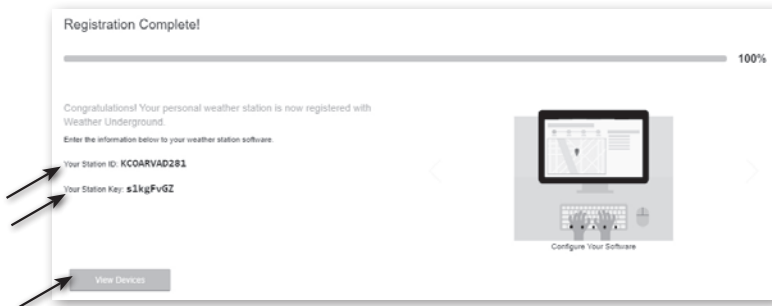 Registration Complete!
100%
Congratulations! Your personal weather station is now registered with
Weather Underground.
Enter the information below to your weather station software.
Your Station ID: KCOARVAD281
Your Station Key: s1kgFvGZ
Configure Your Software
View Devices